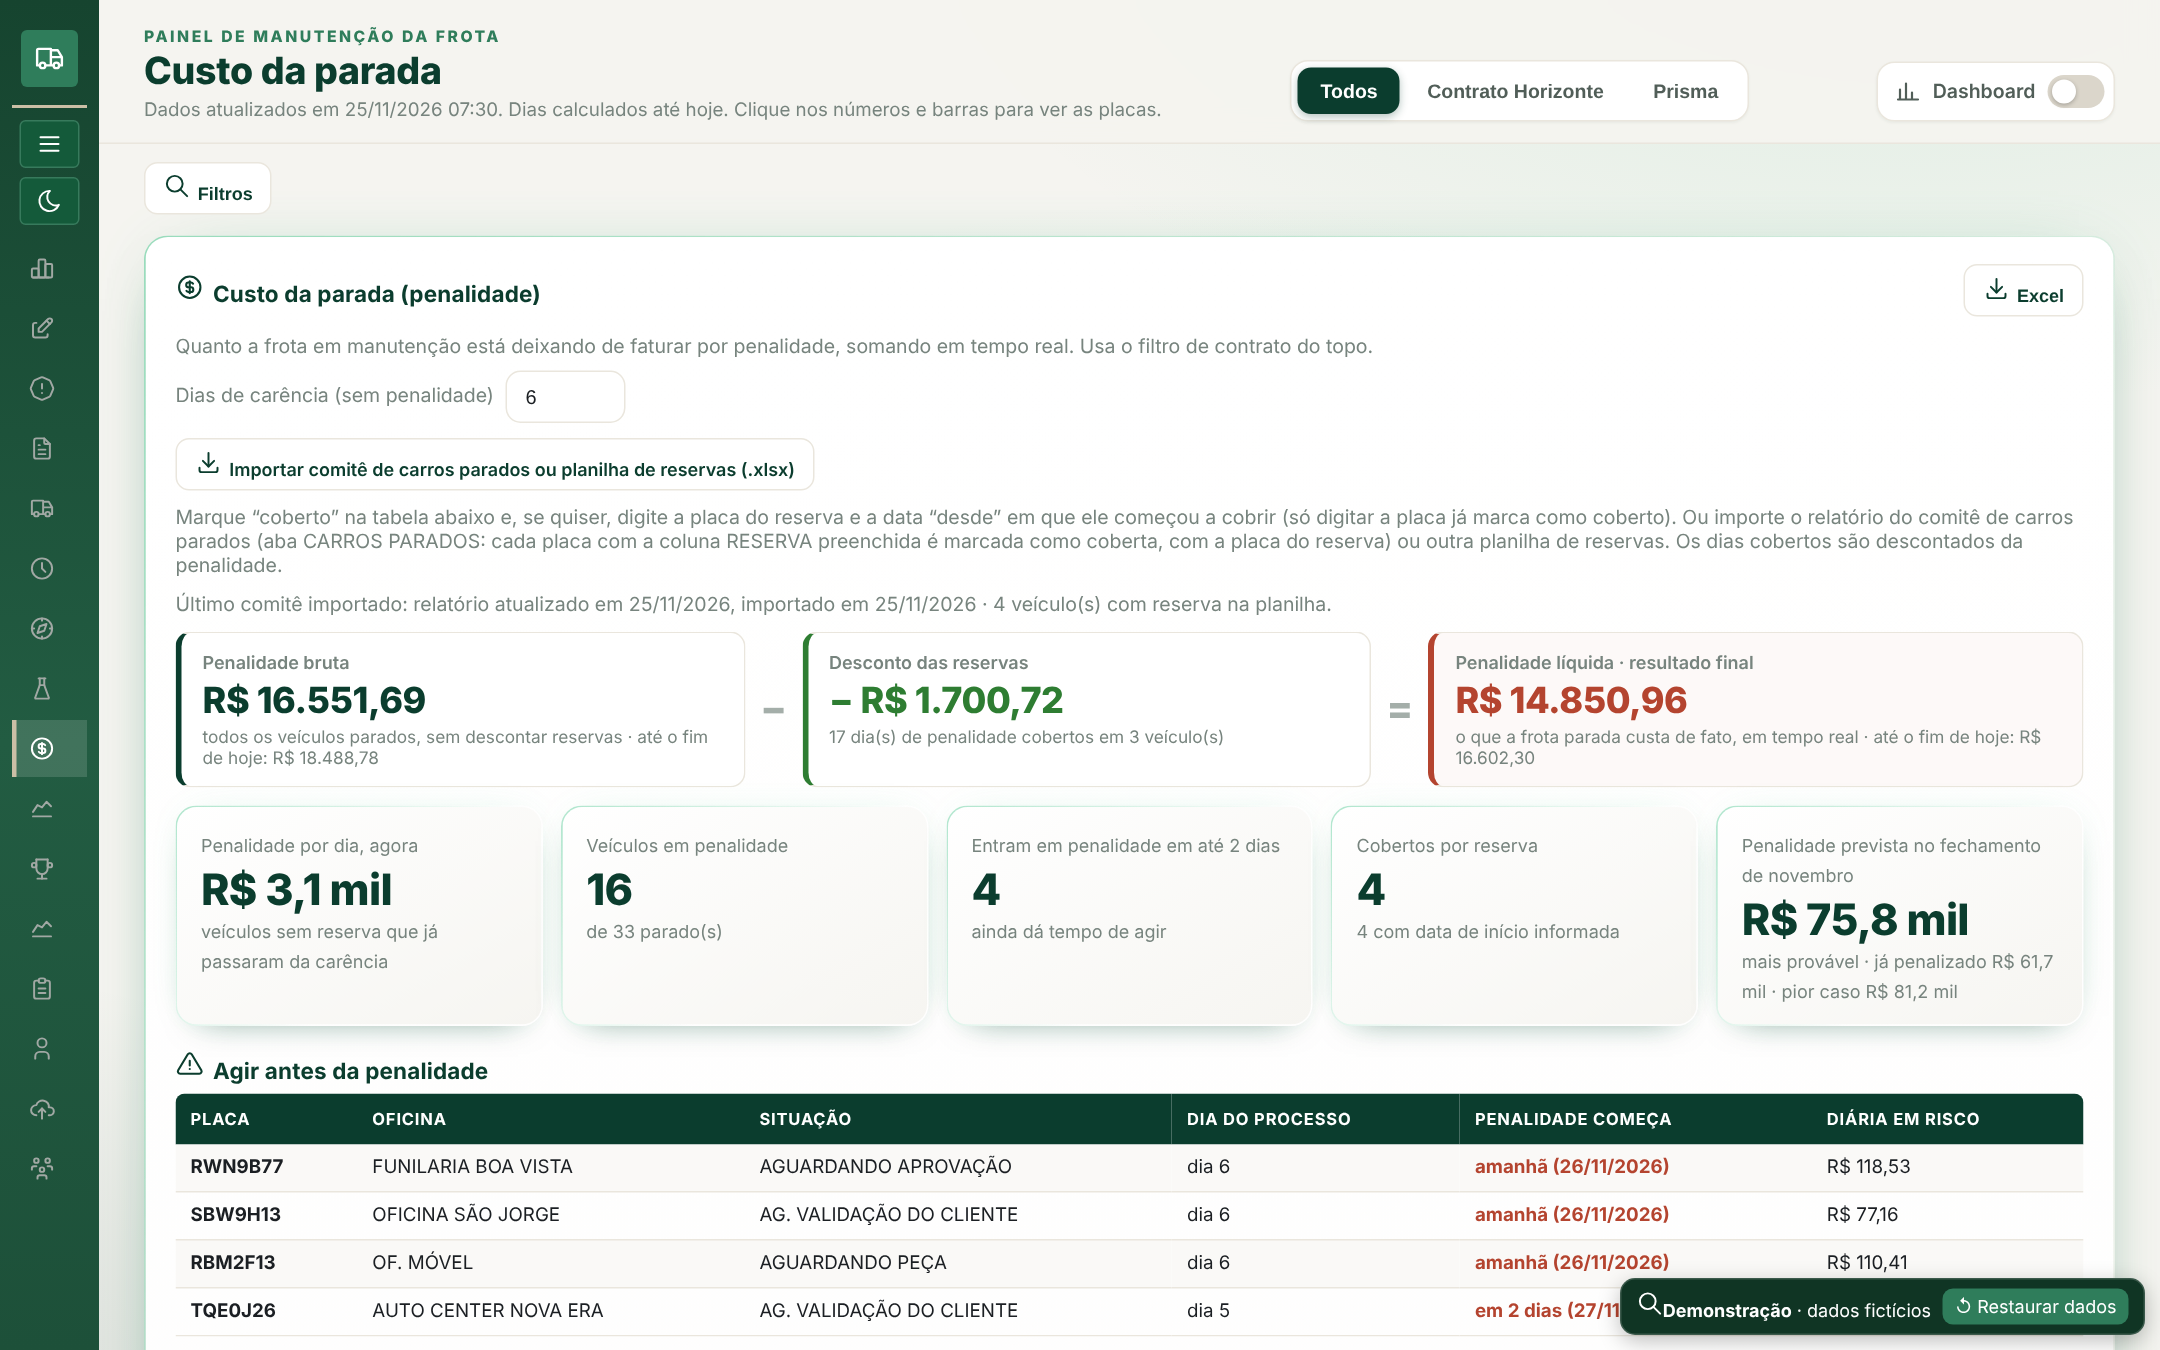 PAINEL DE MANUTENÇÃO DA FROTA
Custo da parada
Dados atualizados em 25/11/2026 07:30. Dias calculados até hoje. Clique nos números e barras para ver as placas.
Todos
Contrato Horizonte
Prisma
Dashboard
Filtros
Custo da parada (penalidade)
Excel
Quanto a frota em manutenção está deixando de faturar por penalidade, somando em tempo real. Usa o filtro de contrato do topo.
Dias de carência (sem penalidade)
6
Importar comitê de carros parados ou planilha de reservas (.xlsx)
Marque “coberto” na tabela abaixo e, se quiser, digite a placa do reserva e a data “desde” em que ele começou a cobrir (só digitar a placa já marca como coberto). Ou importe o relatório do comitê de carros
parados (aba CARROS PARADOS: cada placa com a coluna RESERVA preenchida é marcada como coberta, com a placa do reserva) ou outra planilha de reservas. Os dias cobertos são descontados da
penalidade.
Último comitê importado: relatório atualizado em 25/11/2026, importado em 25/11/2026 · 4 veículo(s) com reserva na planilha.
Penalidade bruta
R$ 16.551,69
todos os veículos parados, sem descontar reservas · até o fim
de hoje: R$ 18.488,78
–
Desconto das reservas
– R$ 1.700,72
17 dia(s) de penalidade cobertos em 3 veículo(s)
=
Penalidade líquida · resultado final
R$ 14.850,96
o que a frota parada custa de fato, em tempo real · até o fim de hoje: R$
16.602,30
Penalidade por dia, agora
R$ 3,1 mil
veículos sem reserva que já
passaram da carência
Veículos em penalidade
16
de 33 parado(s)
Entram em penalidade em até 2 dias
4
ainda dá tempo de agir
Cobertos por reserva
4
4 com data de início informada
Penalidade prevista no fechamento
de novembro
R$ 75,8 mil
mais provável · já penalizado R$ 61,7
mil · pior caso R$ 81,2 mil
Agir antes da penalidade
PLACA OFICINA SITUAÇÃO DIA DO PROCESSO PENALIDADE COMEÇA DIÁRIA EM RISCO
RWN9B77 FUNILARIA BOA VISTA AGUARDANDO APROVAÇÃO dia 6 amanhã (26/11/2026) R$ 118,53
SBW9H13 OFICINA SÃO JORGE AG. VALIDAÇÃO DO CLIENTE dia 6 amanhã (26/11/2026) R$ 77,16
RBM2F13 OF. MÓVEL AGUARDANDO PEÇA dia 6 amanhã (26/11/2026) R$ 110,41
TQE0J26 AUTO CENTER NOVA ERA AG. VALIDAÇÃO DO CLIENTE dia 5 em 2 dias (27/11
Demonstração · dados fictícios
Restaurar dados